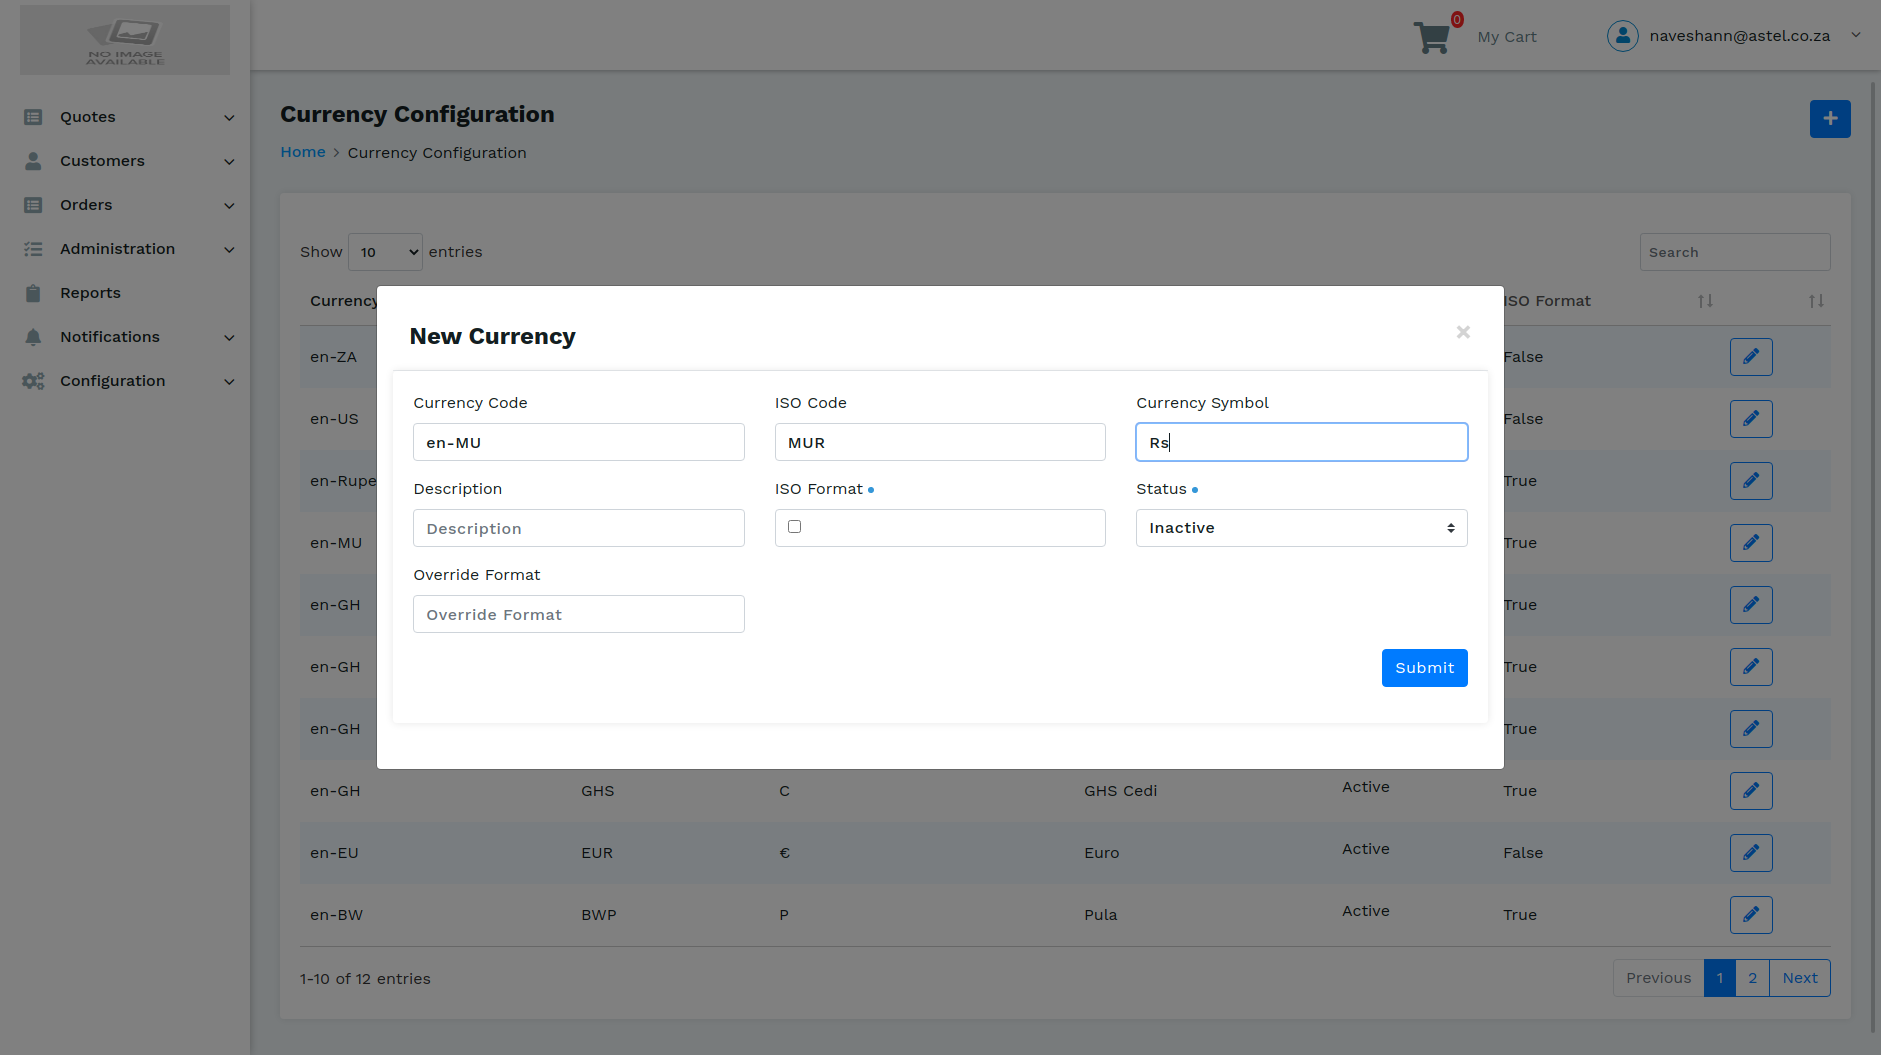 NO IMAGE
AVAILABLE
0
My Cart
naveshann@astel.co.za
Quotes
Customers
Orders
Administration
Reports
Notifications
Configuration
Currency Configuration
Home > Currency Configuration
Show 10 entries
Search
Currency
ISO Format
en-ZA False
en-US False
en-Rupe True
en-MU True
en-GH True
en-GH True
en-GH True
New Currency
Currency Code ISO Code Currency Symbol
en-MU MUR Rs
Description ISO Format Status
Description Inactive
Override Format
Override Format
Submit
en-GH GHS C GHS Cedi Active True
en-EU EUR € Euro Active False
en-BW BWP P Pula Active True
1-10 of 12 entries
Previous 1 2 Next